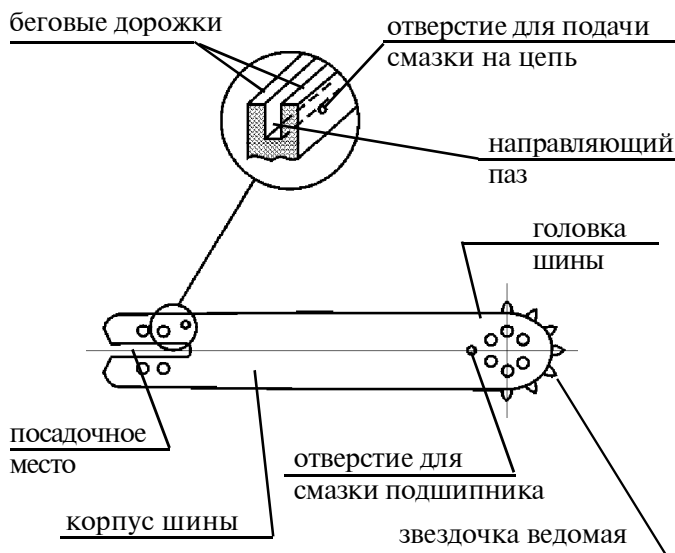 беговые дорожки
отверстие для подачи
смазки на цепь
направляющий
паз
головка
шины
посадочное
место
отверстие для
смазки подшипника
корпус шины
звездочка ведомая